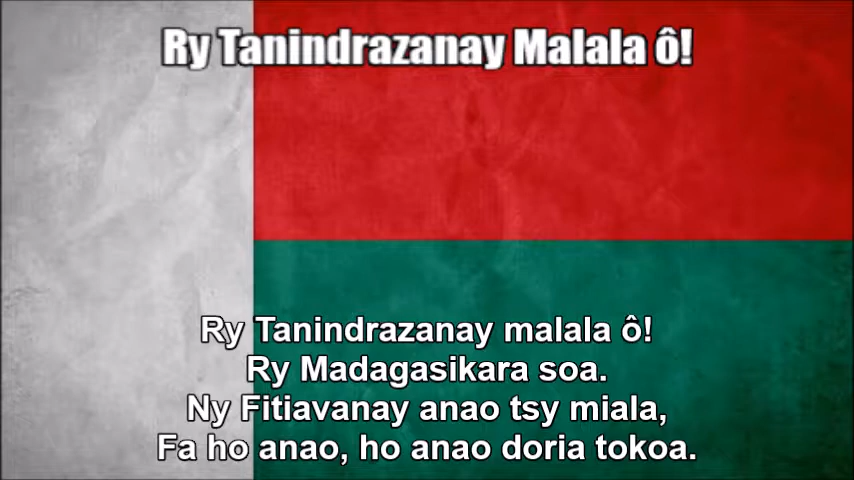 Ry Tanindrazanay Malala ô!
Ry Tanindrazanay malala ô!
Ry Madagasikara soa.
Ny Fitiavanay anao tsy miala,
Fa ho anao, ho anao doria tokoa.